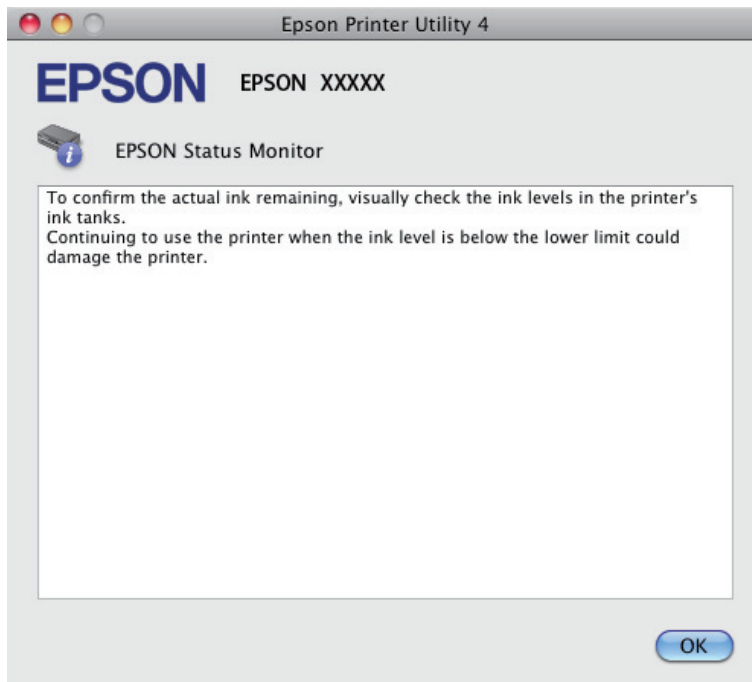 Epson Printer Utility 4
EPSON EPSON XXXXX
EPSON Status Monitor
To confirm the actual ink remaining, visually check the ink levels in the printer's
ink tanks.
Continuing to use the printer when the ink level is below the lower limit could
damage the printer.
OK